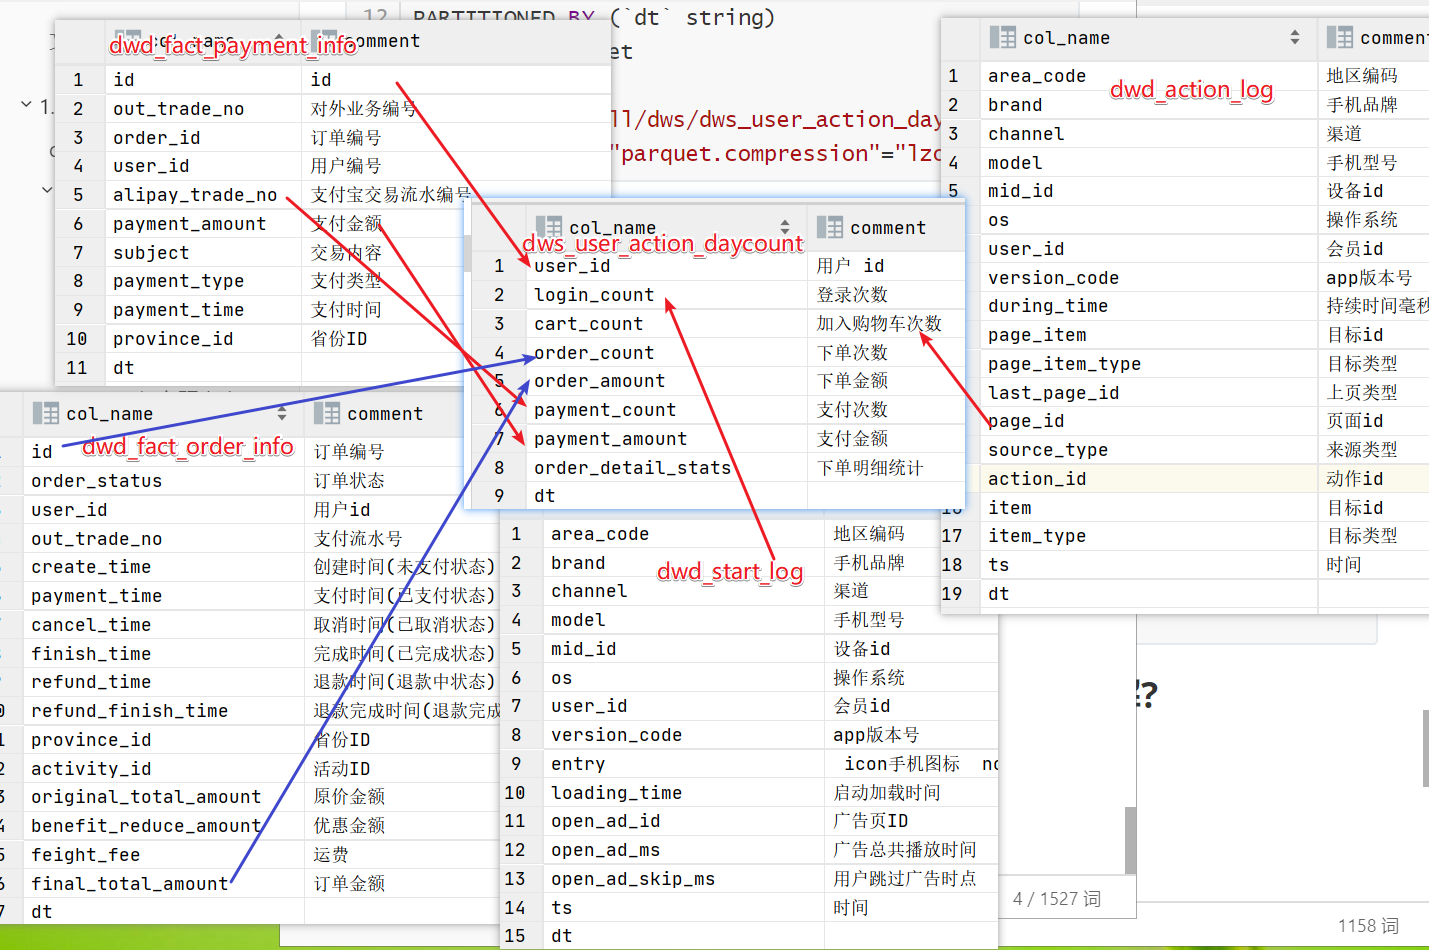 12 PARTITIONED BY (`dt` string)
et
ll/dws/dws_user_action_day
"parquet.compression"="lzo
1.
dwd_fact_payment_info
col_name comment
1 id id
2 out_trade_no 对外业务编号
3 order_id 订单编号
4 user_id 用户编号
5 alipay_trade_no 支付宝交易流水编号
6 payment_amount 支付金额
7 subject 交易内容
8 payment_type 支付类型
9 payment_time 支付时间
10 province_id 省份ID
11 dt
col_name comment
dwd_fact_order_info
id 订单编号
order_status 订单状态
user_id 用户id
out_trade_no 支付流水号
create_time 创建时间(未支付状态)
payment_time 支付时间(已支付状态)
cancel_time 取消时间(已取消状态)
finish_time 完成时间(已完成状态)
refund_time 退款时间(退款中状态)
0 refund_finish_time 退款完成时间(退款完成
1 province_id 省份ID
2 activity_id 活动ID
3 original_total_amount 原价金额
4 benefit_reduce_amount 优惠金额
5 feight_fee 运费
6 final_total_amount 订单金额
7 dt
col_name comment
dws_user_action_daycount
1 user_id 用户 id
2 login_count 登录次数
3 cart_count 加入购物车次数
4 order_count 下单次数
5 order_amount 下单金额
6 payment_count 支付次数
7 payment_amount 支付金额
8 order_detail_stats 下单明细统计
9 dt
dwd_start_log
1 area_code 地区编码
2 brand 手机品牌
3 channel 渠道
4 model 手机型号
5 mid_id 设备id
6 os 操作系统
7 user_id 会员id
8 version_code app版本号
9 entry icon手机图标 no
10 loading_time 启动加载时间
11 open_ad_id 广告页ID
12 open_ad_ms 广告总共播放时间
13 open_ad_skip_ms 用户跳过广告时点
14 ts 时间
15 dt
col_name comment
dwd_action_log
1 area_code 地区编码
2 brand 手机品牌
3 channel 渠道
4 model 手机型号
5 mid_id 设备id
os 操作系统
user_id 会员id
version_code app版本号
during_time 持续时间毫秒
page_item 目标id
page_item_type 目标类型
last_page_id 上页类型
page_id 页面id
source_type 来源类型
action_id 动作id
16 item 目标id
17 item_type 目标类型
18 ts 时间
19 dt
?
4 / 1527 词
1158 词